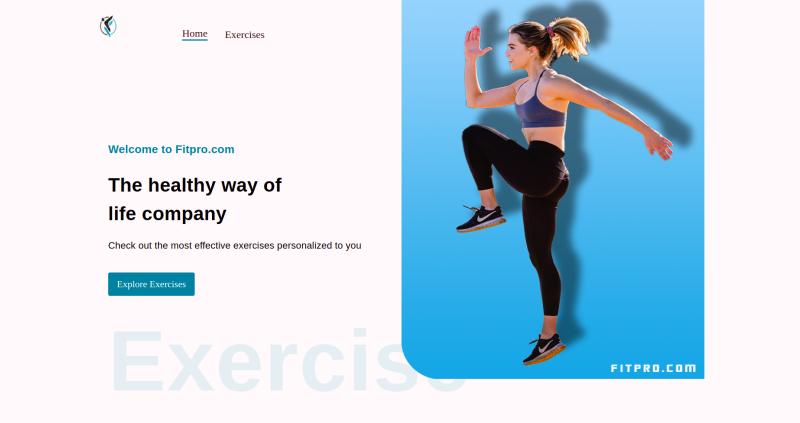 Home Exercises
Welcome to Fitpro.com
The healthy way of
life company
Check out the most effective exercises personalized to you
Explore Exercises
Exercise
FITPRO.COM